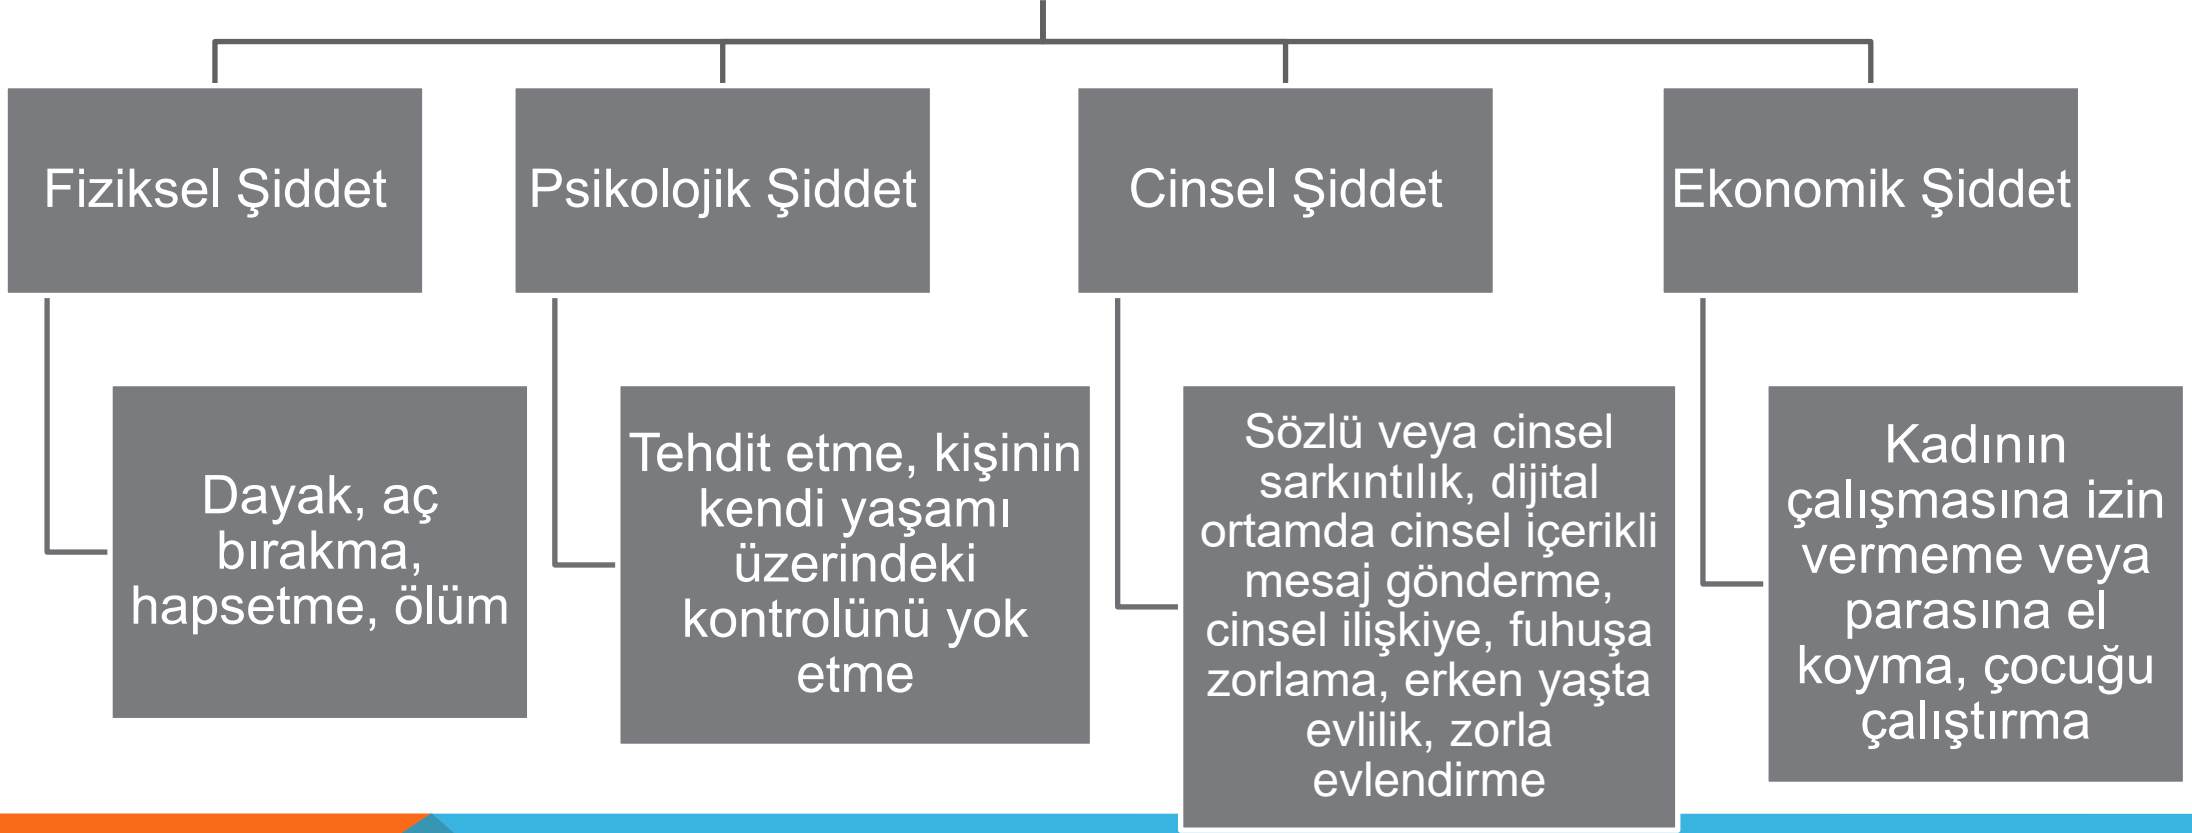 Fiziksel Şiddet
Dayak, aç
bırakma,
hapsetme, ölüm
Psikolojik Şiddet
Tehdit etme, kişinin
kendi yaşamı
üzerindeki
kontrolünü yok
etme
Cinsel Şiddet
Sözlü veya cinsel
sarkıntılık, dijital
ortamda cinsel içerikli
mesaj gönderme,
cinsel ilişkiye, fuhuşa
zorlama, erken yaşta
evlilik, zorla
evlendirme
Ekonomik Şiddet
Kadının
çalışmasına izin
vermeme veya
parasına el
koyma, çocuğu
çalıştırma